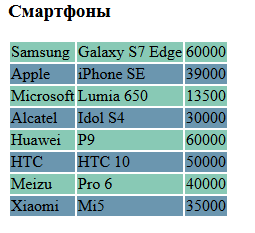 Смартфоны
Samsung Galaxy S7 Edge 60000
Apple iPhone SE 39000
Microsoft Lumia 650 13500
Alcatel Idol S4 30000
Huawei P9 60000
HTC HTC 10 50000
Meizu Pro 6 40000
Xiaomi Mi5 35000